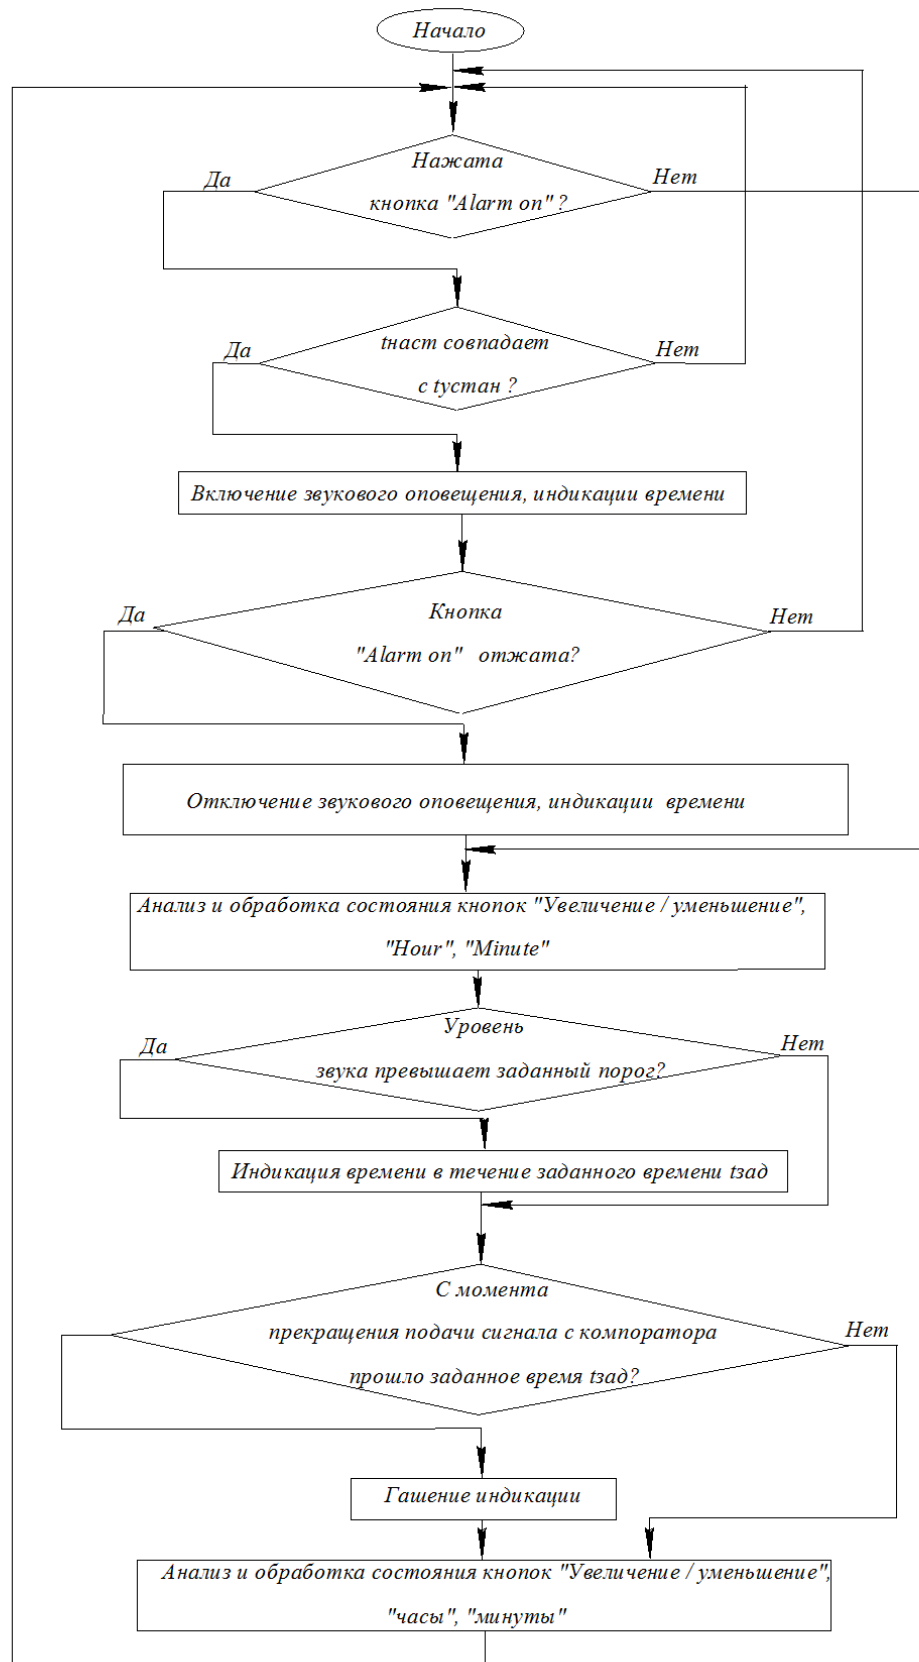 Начало
Нажата
Да
Нет
кнопка "Alarm on" ?
tнаст совпадает
Да
Нет
с tустан ?
Включение звукового оповещения, индикации времени
Кнопка
Да
Нет
"Alarm on" отжата?
Отключение звукового оповещения, индикации времени
Анализ и обработка состояния кнопок "Увеличение / уменьшение",
"Hour", "Minute"
Уровень
Да
Нет
звука превышает заданный порог?
Индикация времени в течение заданного времени tзад
С момента
прекращения подачи сигнала с компоратора
Нет
прошло заданное время tзад?
Гашение индикации
Анализ и обработка состояния кнопок "Увеличение / уменьшение",
"часы", "минуты"